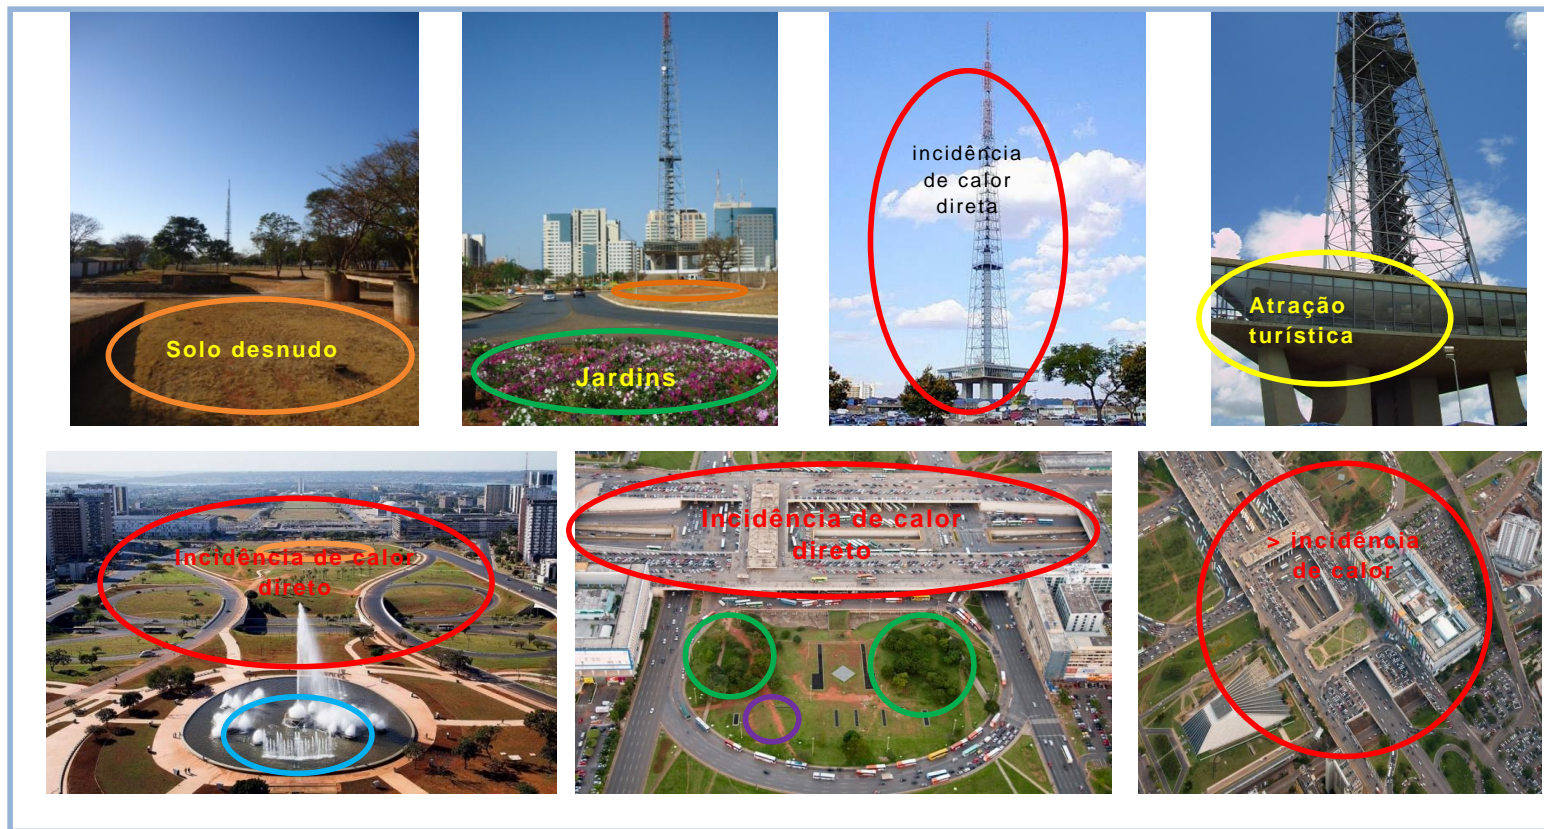 Solo desnudo
Jardins
incidência
de calor
direta
Atração
turística
Incidência de calor
direto
Incidência de calor
direto
> incidência
de calor